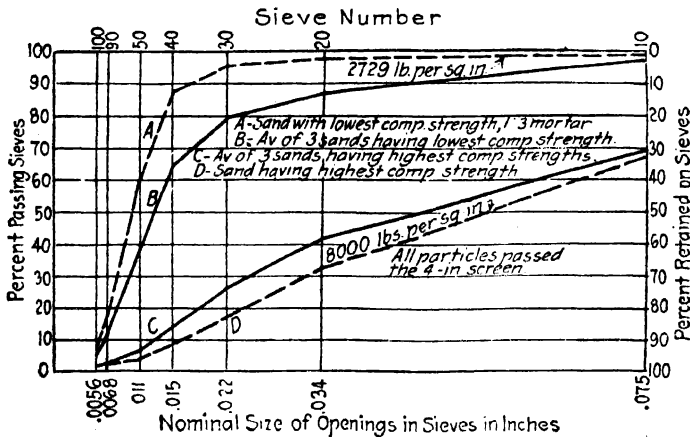 Sieve Number
100 90 50 40 30 20 10
Percent Passing Sieves
100
90
80
70
60
50
40
30
20
10
0
2729 lb. per sq. in.
A-Sand with lowest comp. strength, 1:3 mortar
B-Av of 3 sands having lowest comp strength.
C-Av of 3 sands having highest comp strengths.
D-Sand having highest comp strength
A
B
C
D
8000 lbs. per sq in.
All particles passed
the 4-in screen
0
10
20
30
40
50
60
70
80
90
100
Percent Retained on Sieves
.0056 .0068 .011 .015 .022 .034 .075
Nominal Size of Openings in Sieves in Inches